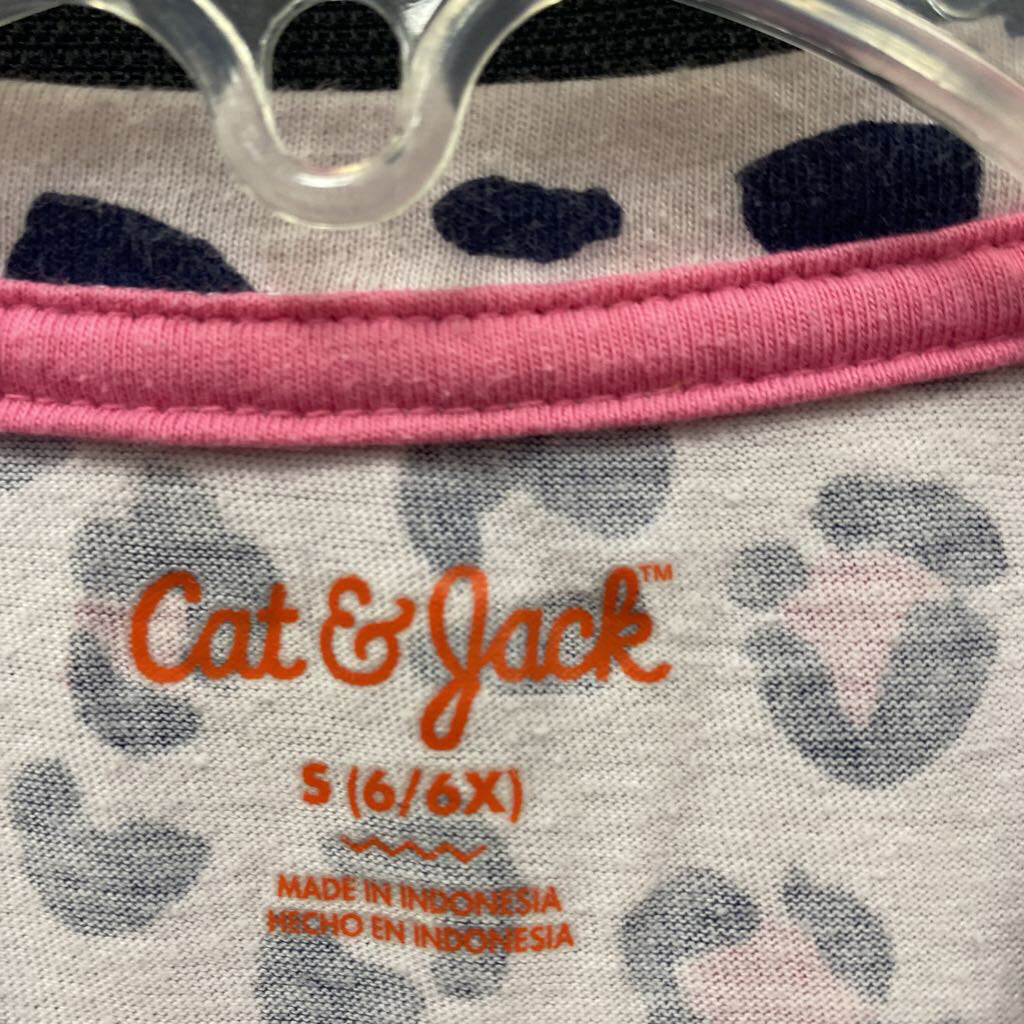 Cat & Jack™
S (6/6X)
MADE IN INDONESIA
HECHO EN INDONESIA